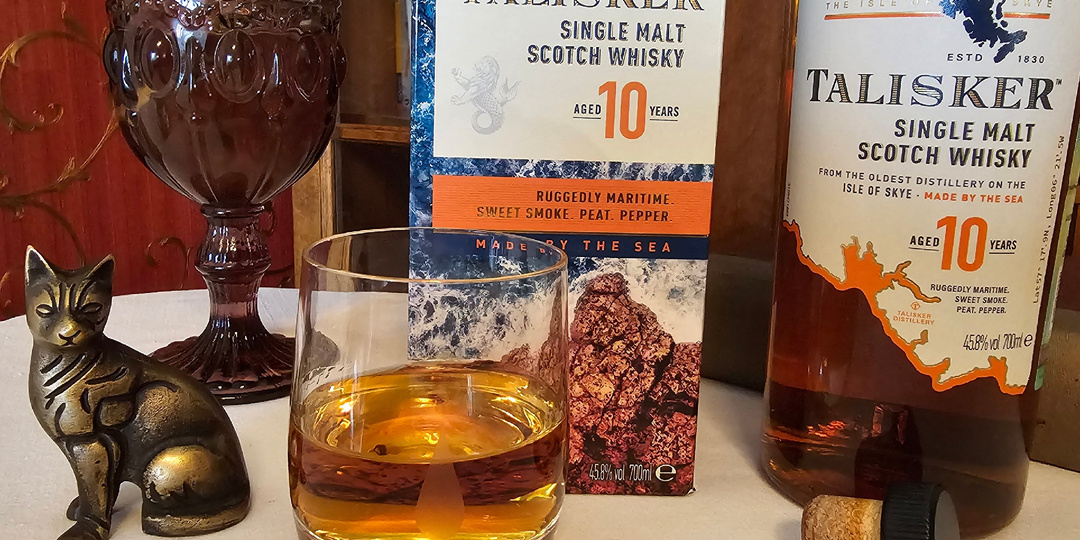 TALISKER
SINGLE MALT
SCOTCH WHISKY
AGED 10 YEARS
RUGGEDLY MARITIME.
SWEET SMOKE. PEAT. PEPPER.
MADE BY THE SEA
45.8% vol 700ml e
THE ISLE OF SKYE
ESTD 1830
TALISKER™
SINGLE MALT
SCOTCH WHISKY
FROM THE OLDEST DISTILLERY ON THE
ISLE OF SKYE · MADE BY THE SEA
AGED 10 YEARS
RUGGEDLY MARITIME.
SWEET SMOKE.
PEAT. PEPPER.
TALISKER
DISTILLERY
45.8% vol 700ml e